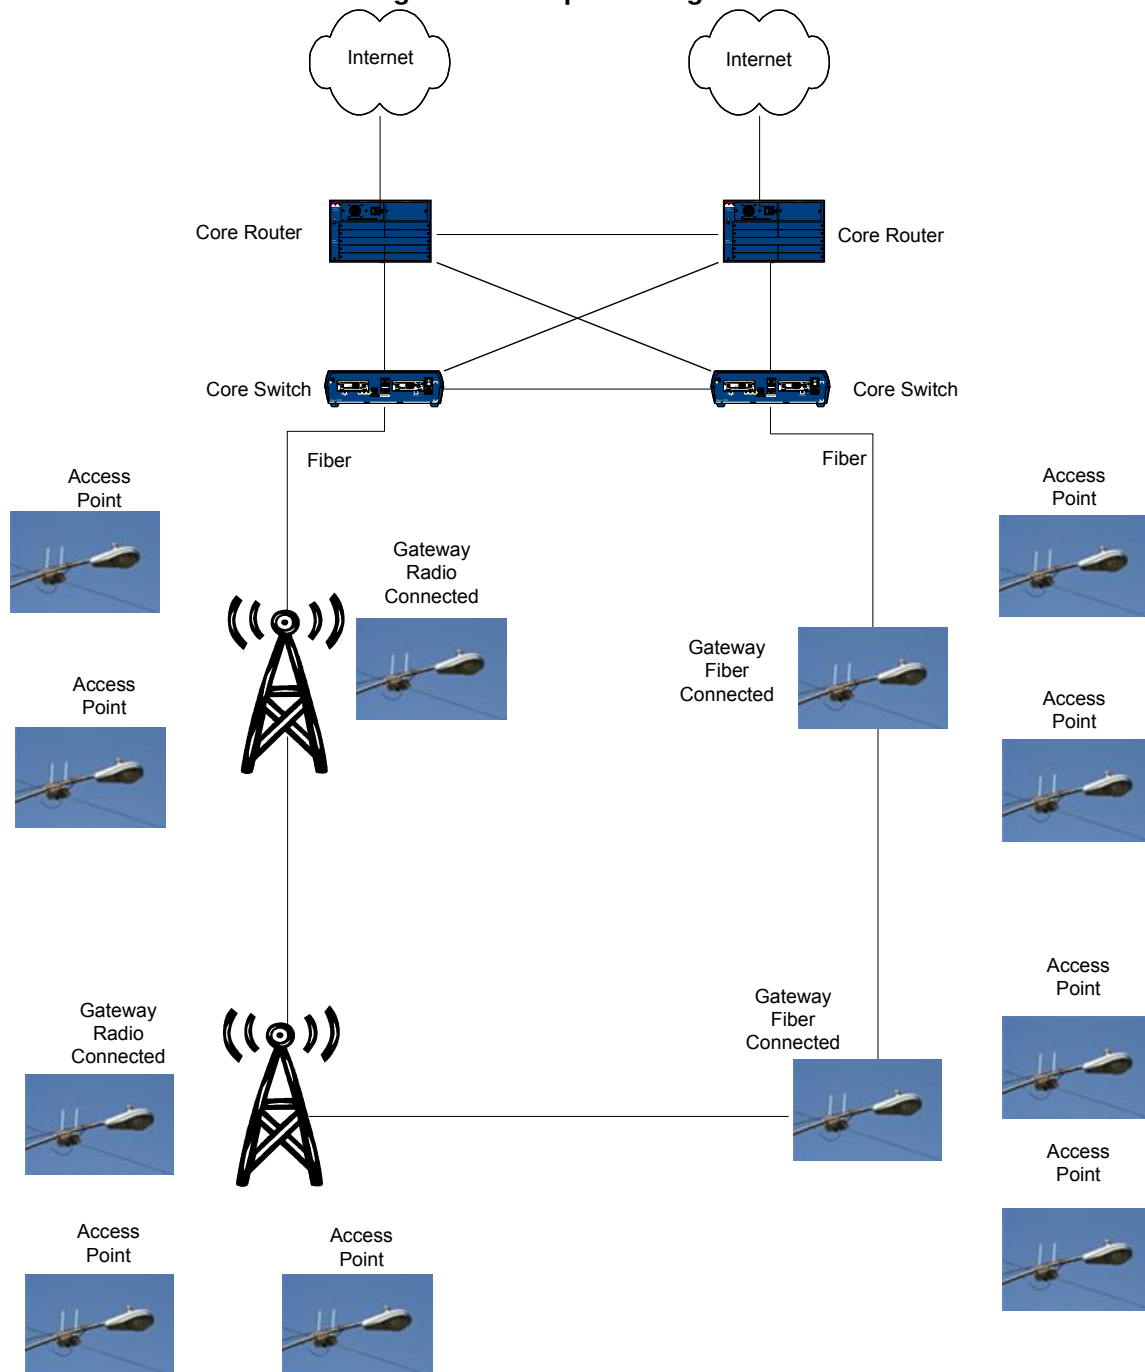 Internet
Internet
Core Router
Core Router
Core Switch
Core Switch
Fiber
Fiber
Access
Point
Access
Point
Gateway
Radio
Connected
Gateway
Fiber
Connected
Access
Point
Access
Point
Access
Point
Gateway
Radio
Connected
Gateway
Fiber
Connected
Access
Point
Access
Point
Access
Point